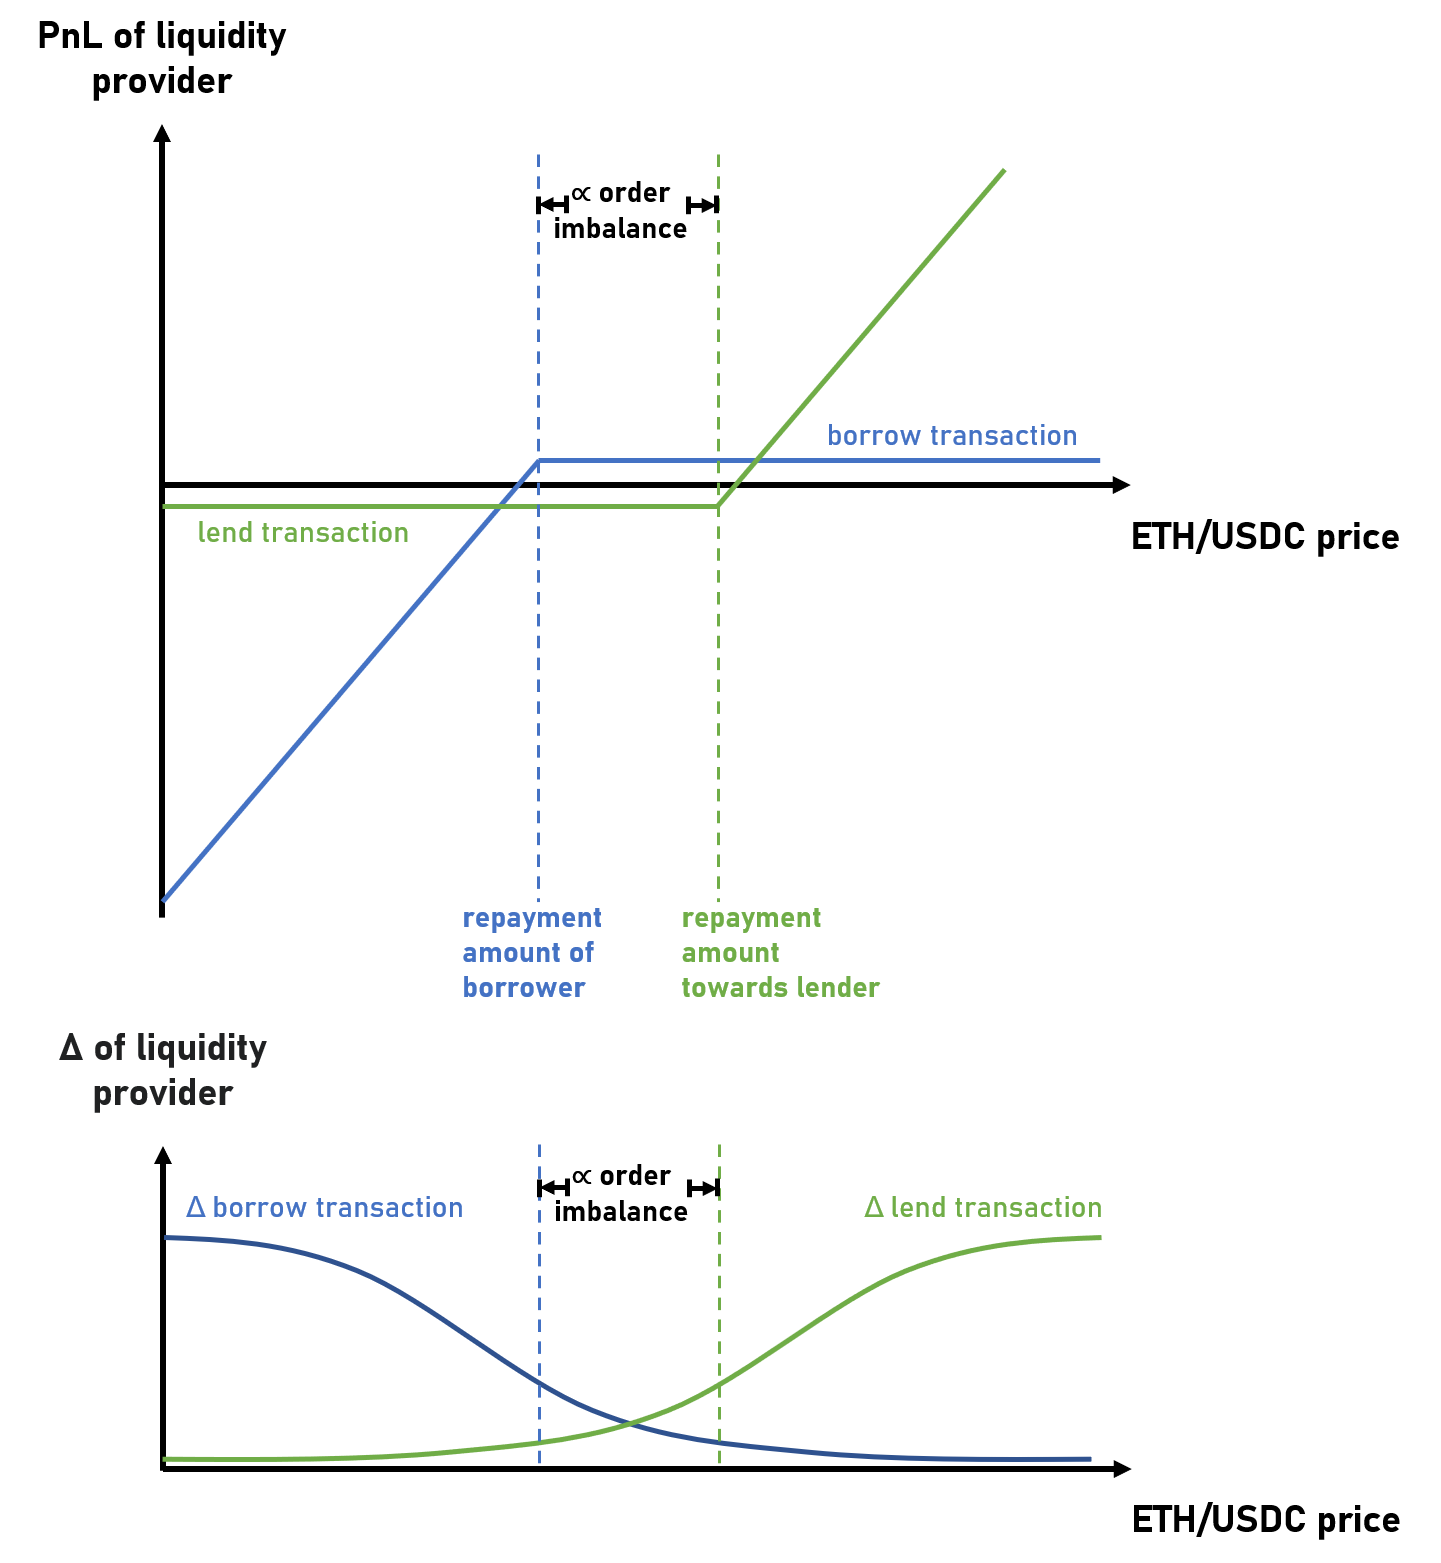 PnL of liquidity
provider
∝ order
imbalance
borrow transaction
lend transaction
ETH/USDC price
repayment
amount of
borrower
repayment
amount
towards lender
Δ of liquidity
provider
∝ order
imbalance
Δ borrow transaction
Δ lend transaction
ETH/USDC price